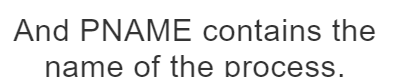 And PNAME contains the
name of the process.